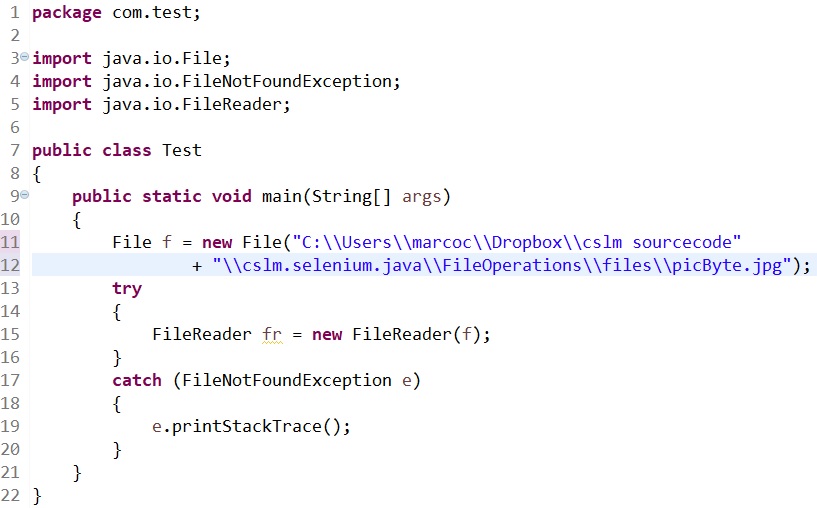 1 package com.test;
2
3 import java.io.File;
4 import java.io.FileNotFoundException;
5 import java.io.FileReader;
6
7 public class Test
8 {
9     public static void main(String[] args)
10     {
11         File f = new File("C:\\Users\\marcoc\\Dropbox\\cslm sourcecode"
12                 + "\\cslm.selenium.java\\FileOperations\\files\\picByte.jpg");
13         try
14         {
15             FileReader fr = new FileReader(f);
16         }
17         catch (FileNotFoundException e)
18         {
19             e.printStackTrace();
20         }
21     }
22 }